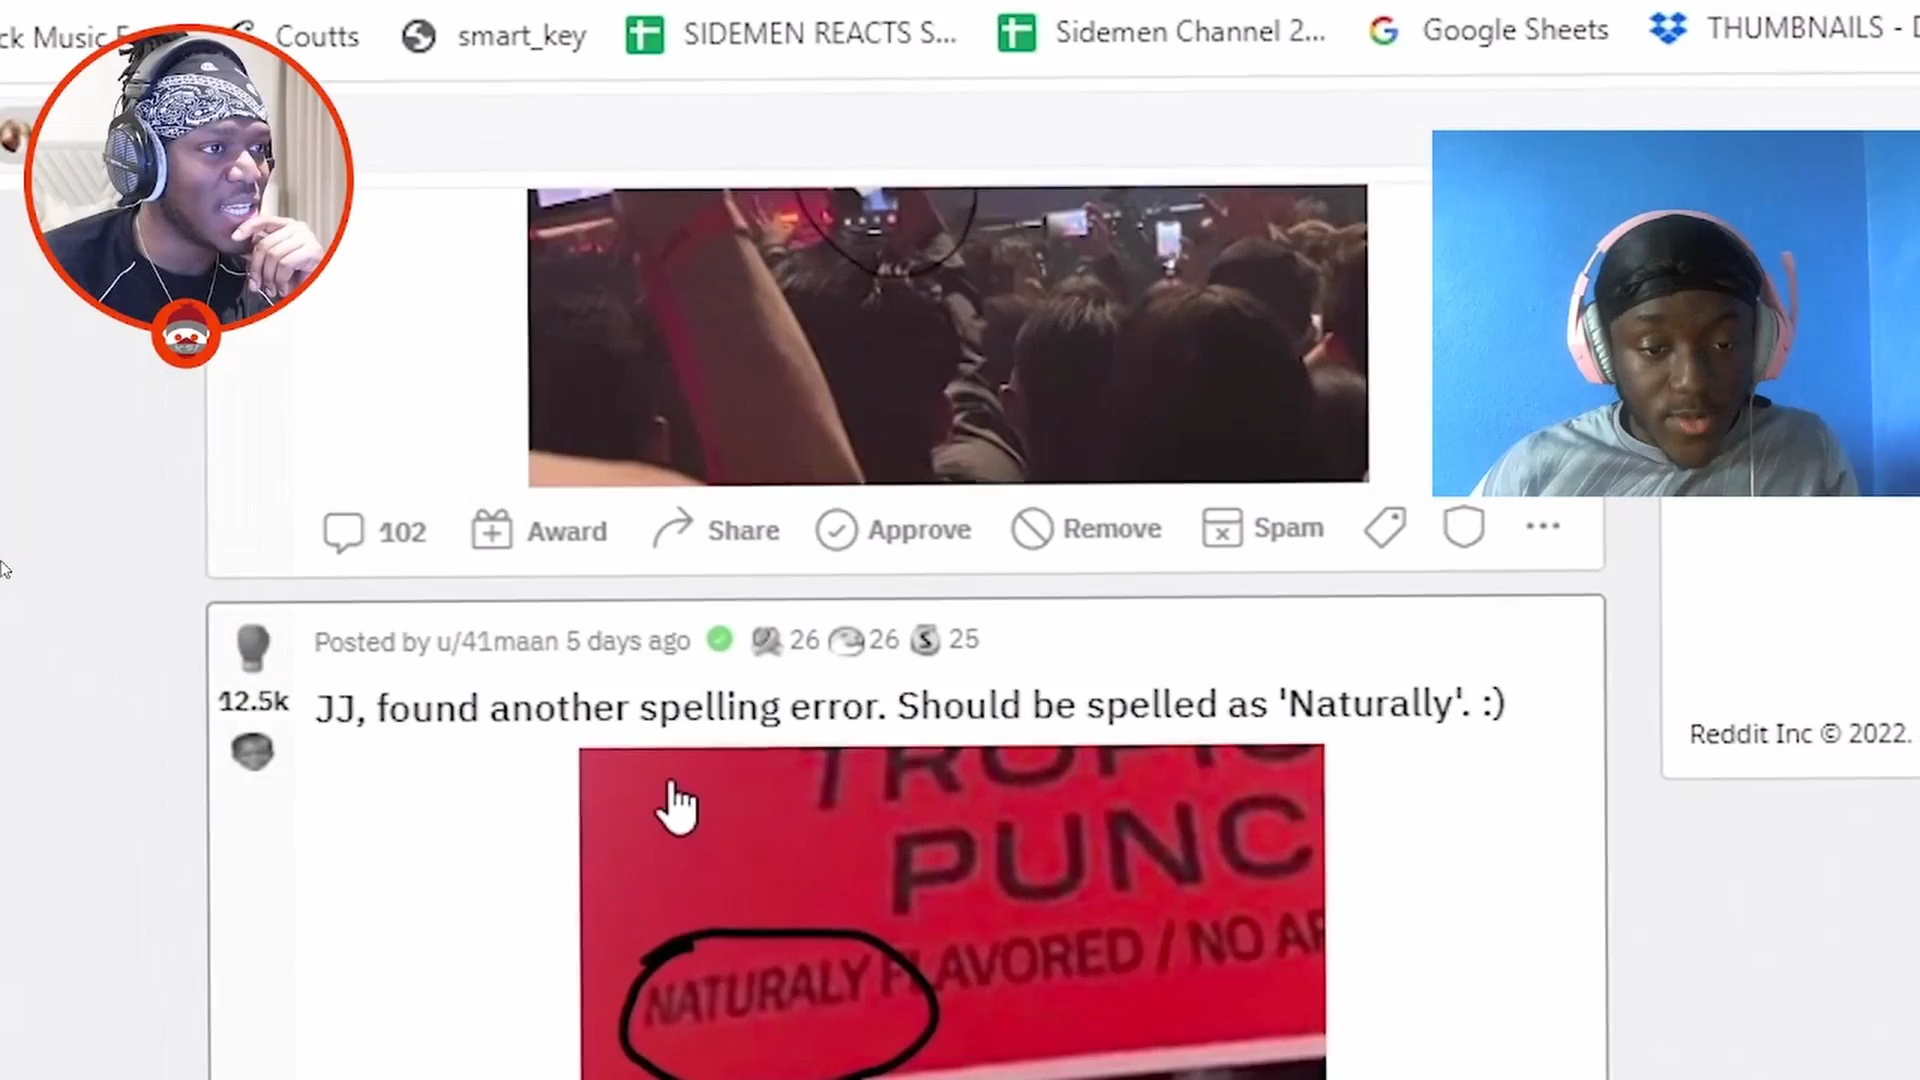 ck Music
Coutts
smart_key
SIDEMEN REACTS S...
Sidemen Channel 2...
Google Sheets
THUMBNAILS -
102
Award
Share
Approve
Remove
Spam
Posted by u/41maan 5 days ago
26
26
25
12.5k
JJ, found another spelling error. Should be spelled as 'Naturally'. :)
Reddit Inc © 2022.
TROPIC
PUNC
NATURALY FLAVORED / NO AR